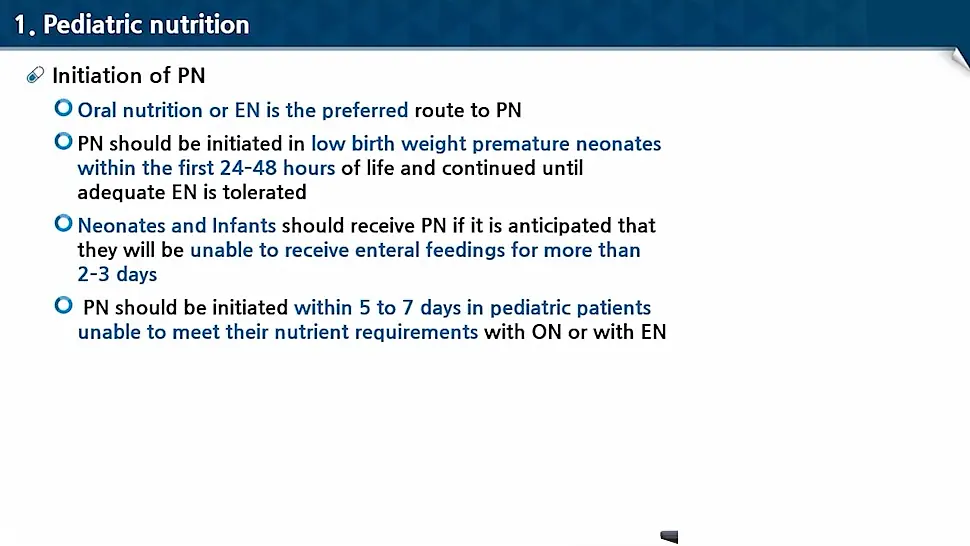 1. Pediatric nutrition
Initiation of PN
Oral nutrition or EN is the preferred route to PN
PN should be initiated in low birth weight premature neonates
within the first 24-48 hours of life and continued until
adequate EN is tolerated
Neonates and Infants should receive PN if it is anticipated that
they will be unable to receive enteral feedings for more than
2-3 days
PN should be initiated within 5 to 7 days in pediatric patients
unable to meet their nutrient requirements with ON or with EN